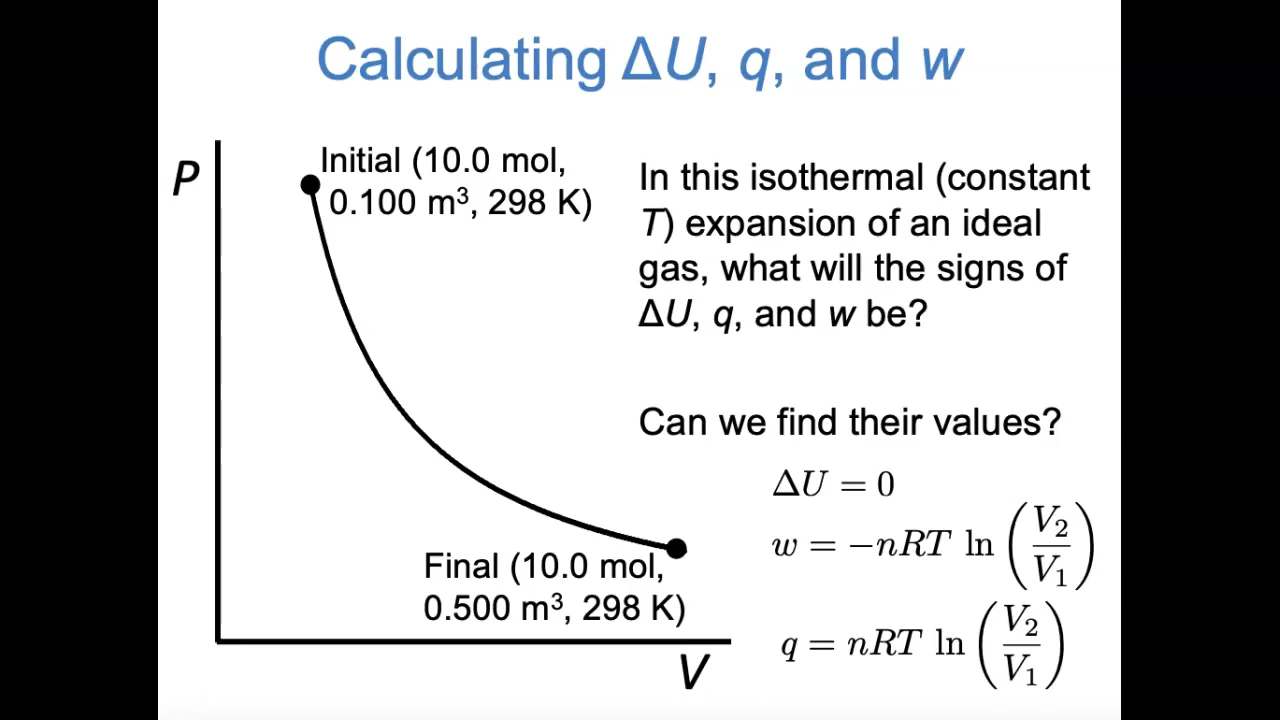 Calculating ΔU, q, and w
P
Initial (10.0 mol,
0.100 m³, 298 K)
In this isothermal (constant
T) expansion of an ideal
gas, what will the signs of
ΔU, q, and w be?
Can we find their values?
ΔU = 0
w = −nRT ln (V₂/V₁)
Final (10.0 mol,
0.500 m³, 298 K)
q = nRT ln (V₂/V₁)
V